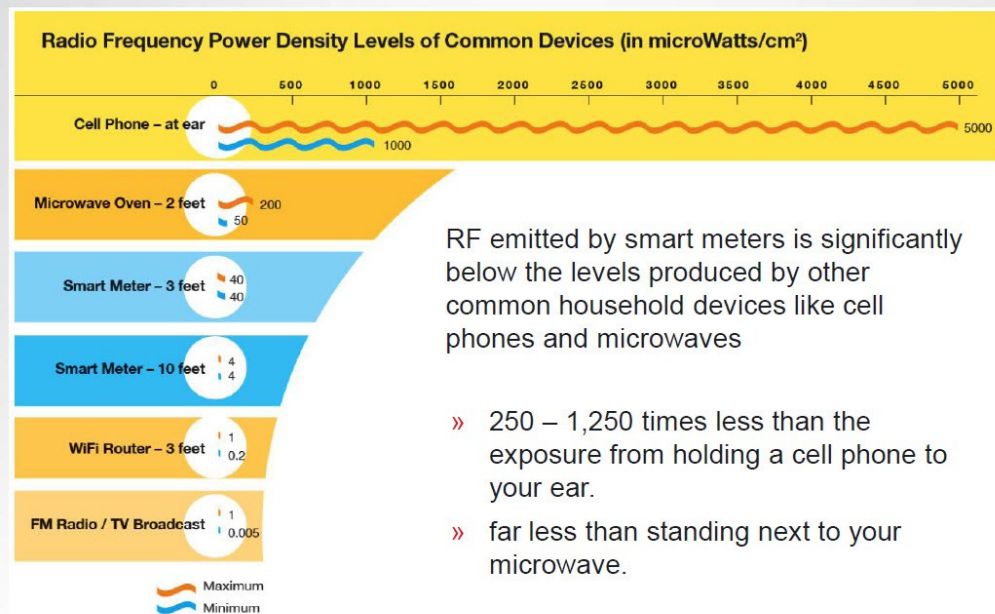 Radio Frequency Power Density Levels of Common Devices (in microWatts/cm²)
0 500 1000 1500 2000 2500 3000 3500 4000 4500 5000
Cell Phone – at ear
5000
1000
Microwave Oven – 2 feet
200
50
Smart Meter – 3 feet
40
40
Smart Meter – 10 feet
4
4
WiFi Router – 3 feet
1
0.2
FM Radio / TV Broadcast
1
0.005
Maximum
Minimum
RF emitted by smart meters is significantly
below the levels produced by other
common household devices like cell
phones and microwaves
» 250 – 1,250 times less than the
exposure from holding a cell phone to
your ear.
» far less than standing next to your
microwave.